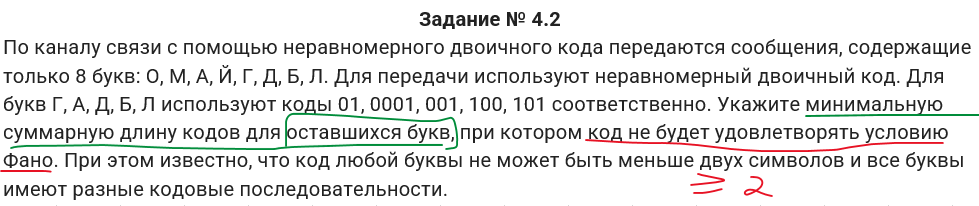 Задание № 4.2
По каналу связи с помощью неравномерного двоичного кода передаются сообщения, содержащие
только 8 букв: О, М, А, Й, Г, Д, Б, Л. Для передачи используют неравномерный двоичный код. Для
букв Г, А, Д, Б, Л используют коды 01, 0001, 001, 100, 101 соответственно. Укажите минимальную
суммарную длину кодов для оставшихся букв, при котором код не будет удовлетворять условию
Фано. При этом известно, что код любой буквы не может быть меньше двух символов и все буквы
имеют разные кодовые последовательности.
≥ 2